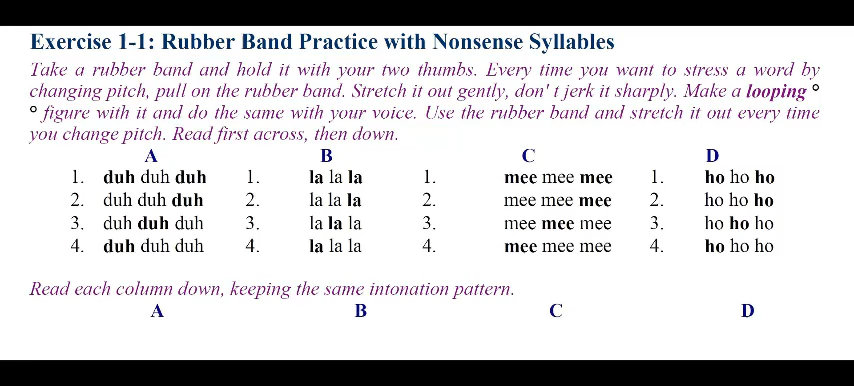 Exercise 1-1: Rubber Band Practice with Nonsense Syllables
Take a rubber band and hold it with your two thumbs. Every time you want to stress a word by
changing pitch, pull on the rubber band. Stretch it out gently, don' t jerk it sharply. Make a looping °
° figure with it and do the same with your voice. Use the rubber band and stretch it out every time
you change pitch. Read first across, then down.
A B C D
1. duh duh duh 1. la la la 1. mee mee mee 1. ho ho ho
2. duh duh duh 2. la la la 2. mee mee mee 2. ho ho ho
3. duh duh duh 3. la la la 3. mee mee mee 3. ho ho ho
4. duh duh duh 4. la la la 4. mee mee mee 4. ho ho ho
Read each column down, keeping the same intonation pattern.
A B C D